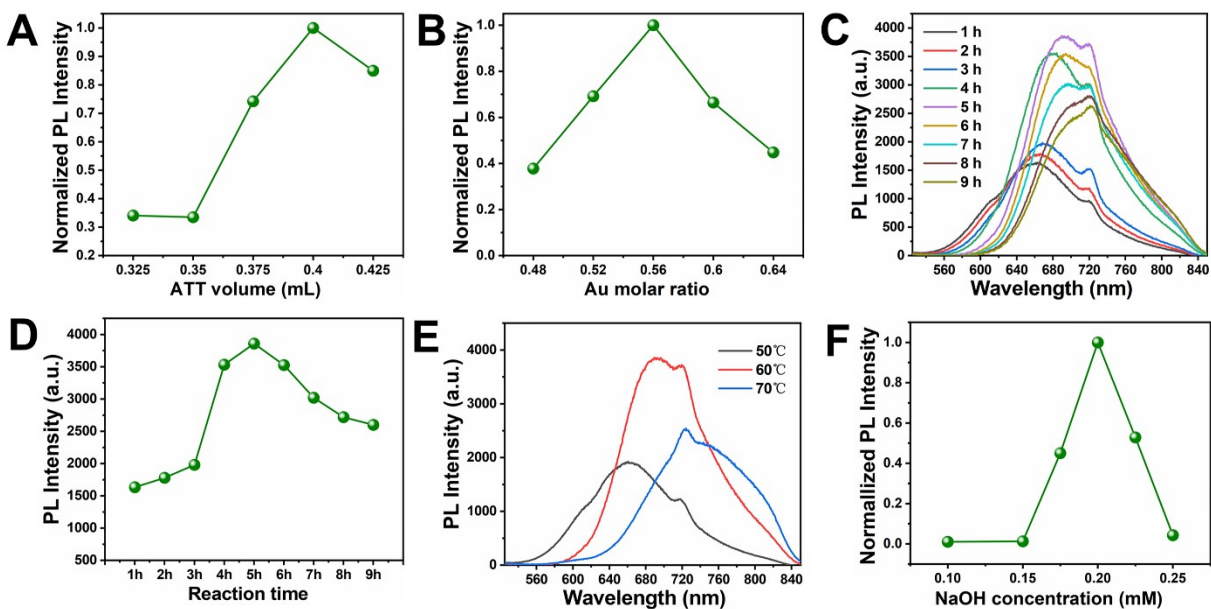 A
Normalized PL Intensity
1.0
0.9
0.8
0.7
0.6
0.5
0.4
0.3
0.2
0.325 0.35 0.375 0.4 0.425
ATT volume (mL)
B
Normalized PL Intensity
1.0
0.8
0.6
0.4
0.2
0.0
0.48 0.52 0.56 0.6 0.64
Au molar ratio
C
PL Intensity (a.u.)
4000
3500
3000
2500
2000
1500
1000
500
0
1 h
2 h
3 h
4 h
5 h
6 h
7 h
8 h
9 h
560 600 640 680 720 760 800 840
Wavelength (nm)
D
PL Intensity (a.u.)
4000
3500
3000
2500
2000
1500
1000
500
1h 2h 3h 4h 5h 6h 7h 8h 9h
Reaction time
E
PL Intensity (a.u.)
4000
3000
2000
1000
0
50℃
60℃
70℃
560 600 640 680 720 760 800 840
Wavelength (nm)
F
Normallized PL Intensity
1.0
0.8
0.6
0.4
0.2
0.0
0.10 0.15 0.20 0.25
NaOH concentration (mM)